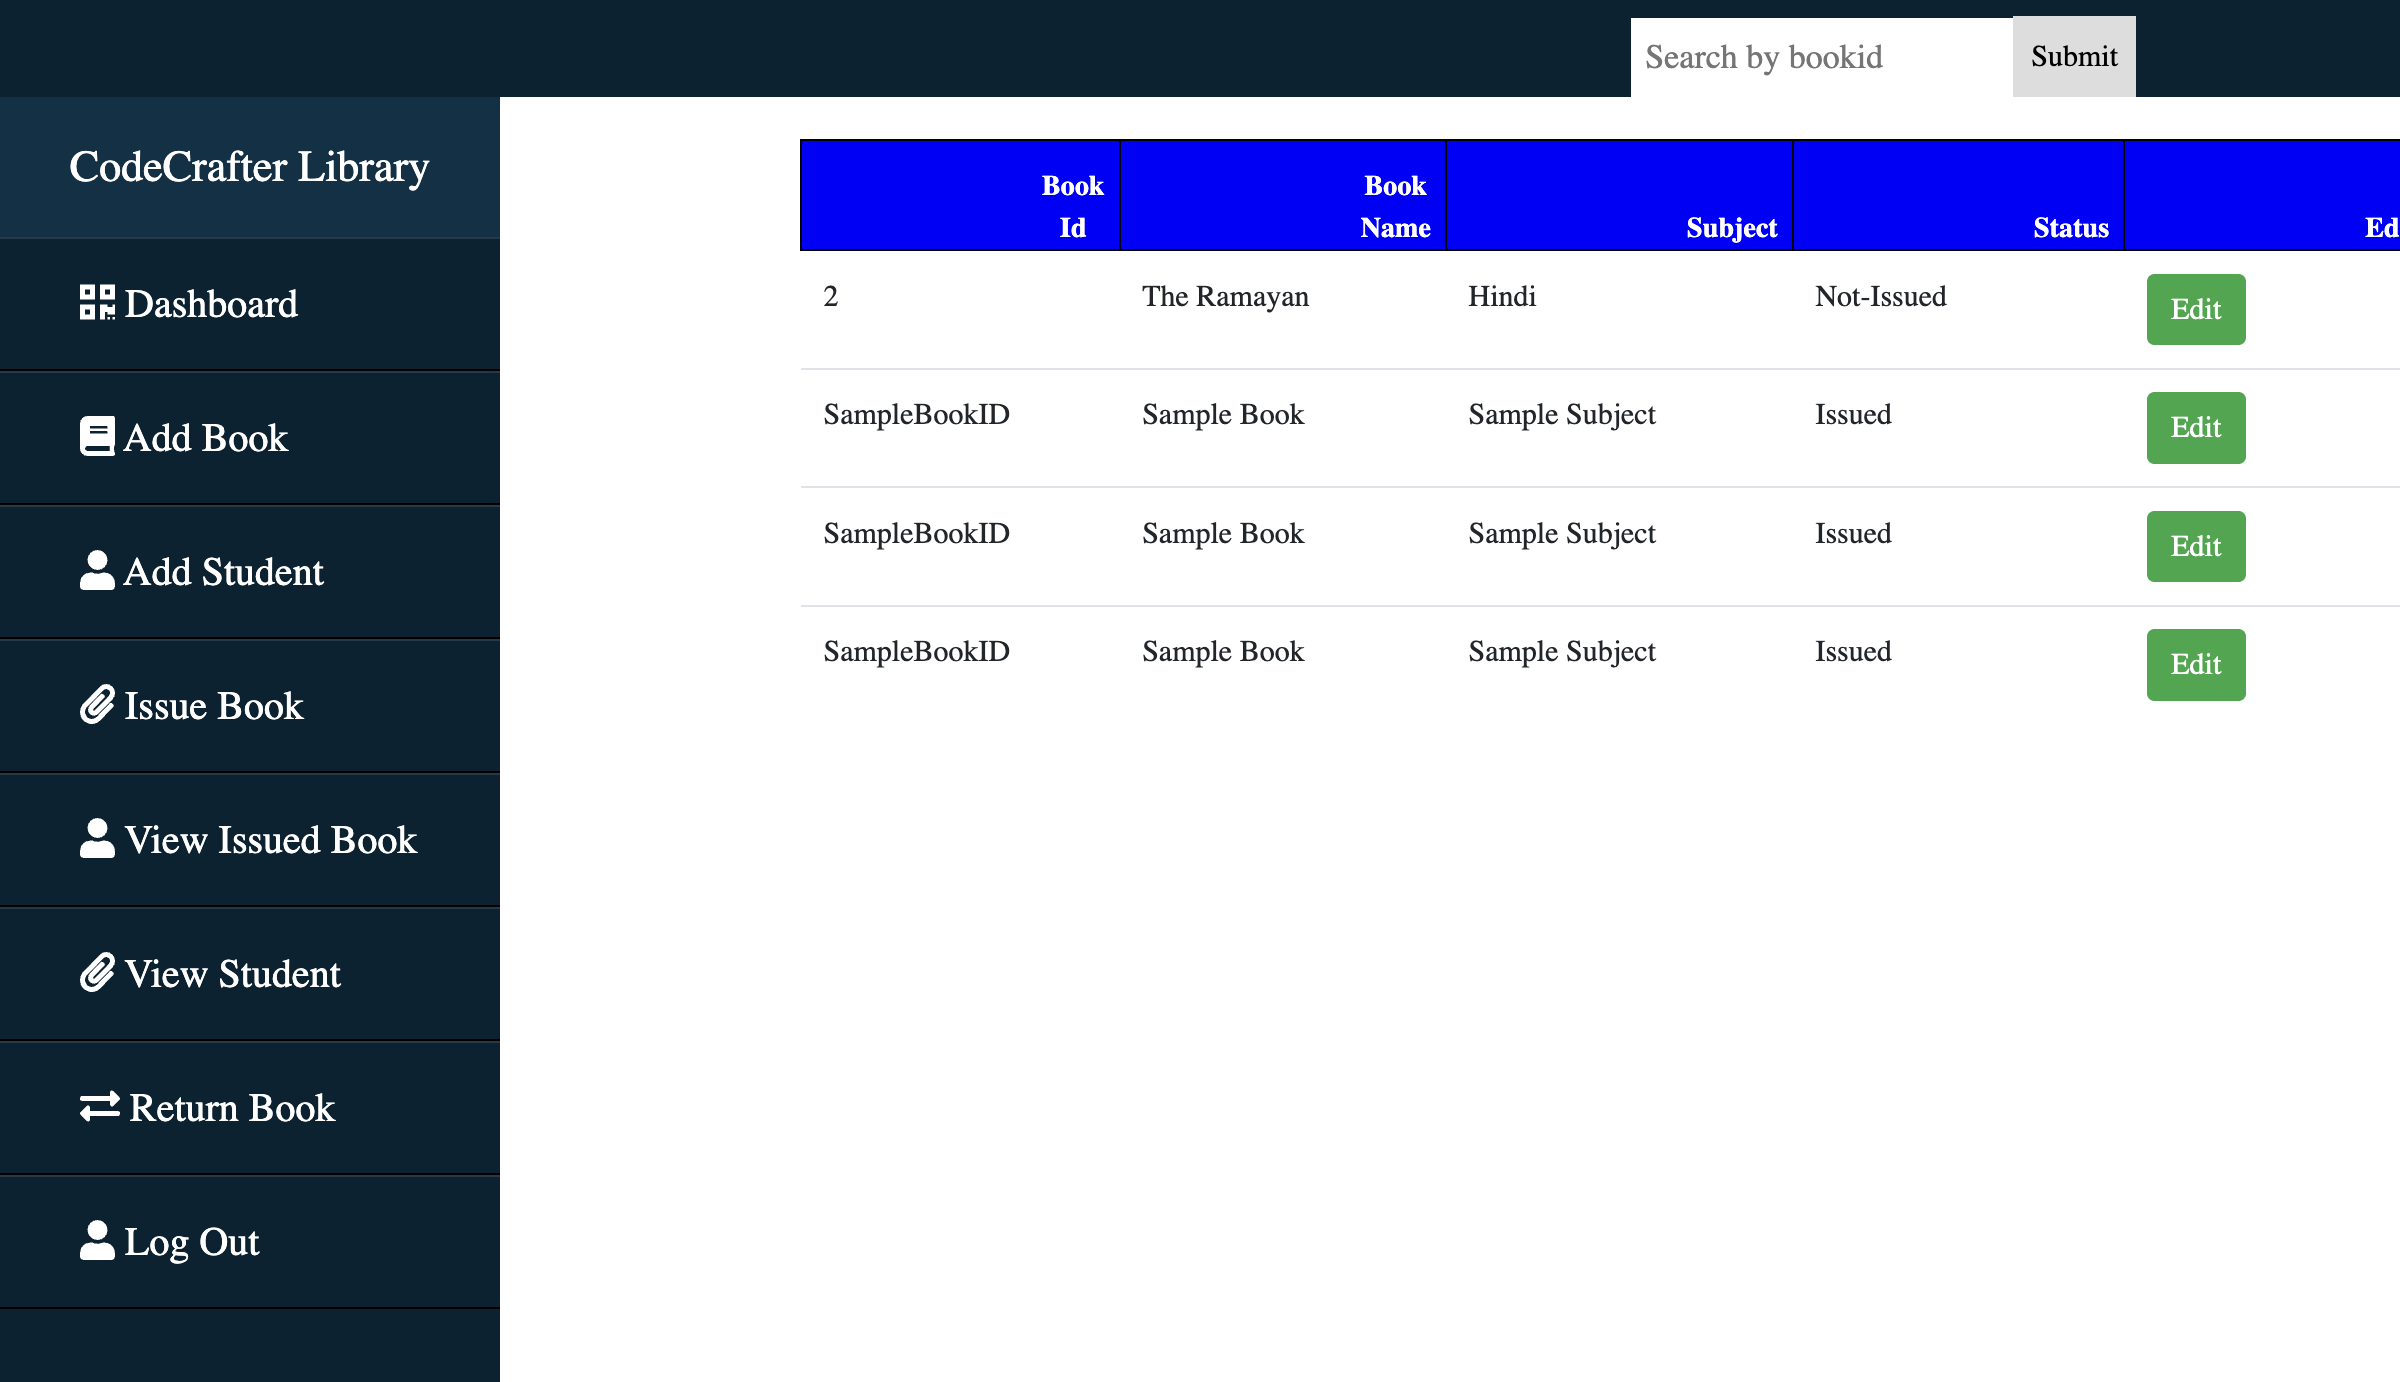 Search by bookid Submit
CodeCrafter Library
Dashboard
Add Book
Add Student
Issue Book
View Issued Book
View Student
Return Book
Log Out
Book
Id
Book
Name
Subject
Status
Ed
2 The Ramayan Hindi Not-Issued Edit
SampleBookID Sample Book Sample Subject Issued Edit
SampleBookID Sample Book Sample Subject Issued Edit
SampleBookID Sample Book Sample Subject Issued Edit